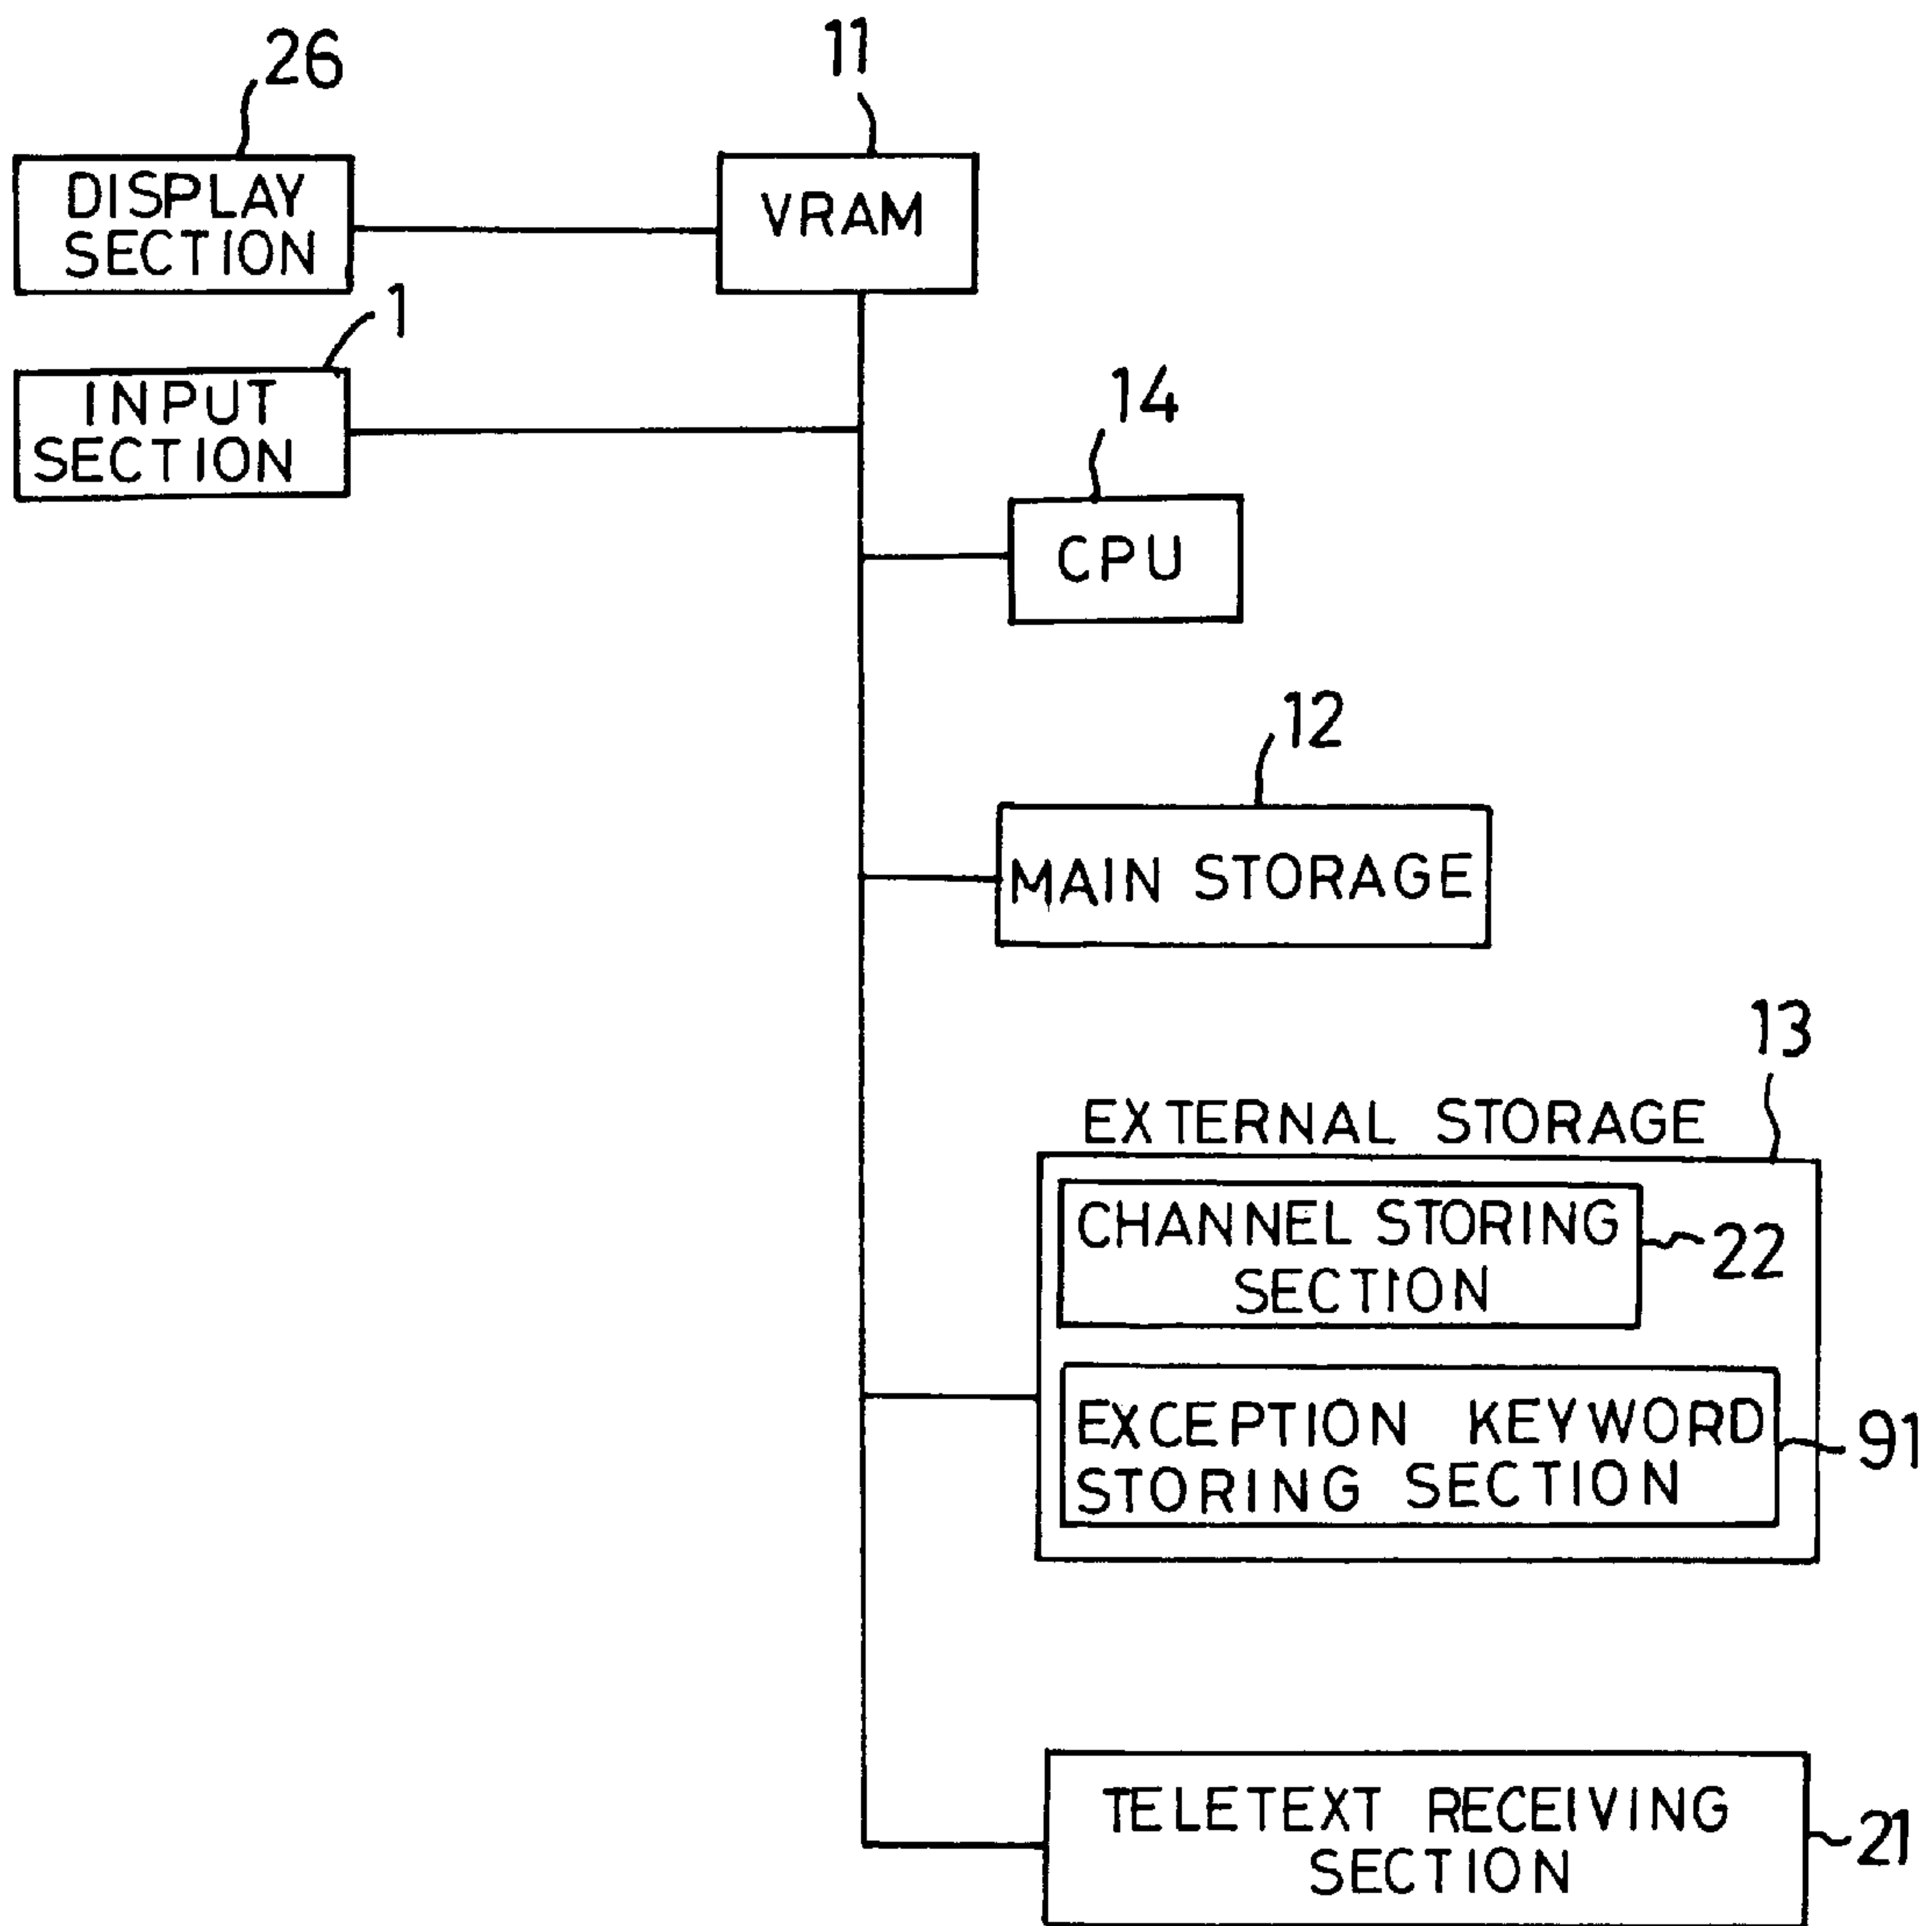 26
11
DISPLAY
SECTION
VRAM
1
INPUT
SECTION
14
CPU
12
MAIN STORAGE
13
EXTERNAL STORAGE
CHANNEL STORING
SECTION
22
EXCEPTION KEYWORD
STORING SECTION
91
TELETEXT RECEIVING
SECTION
21